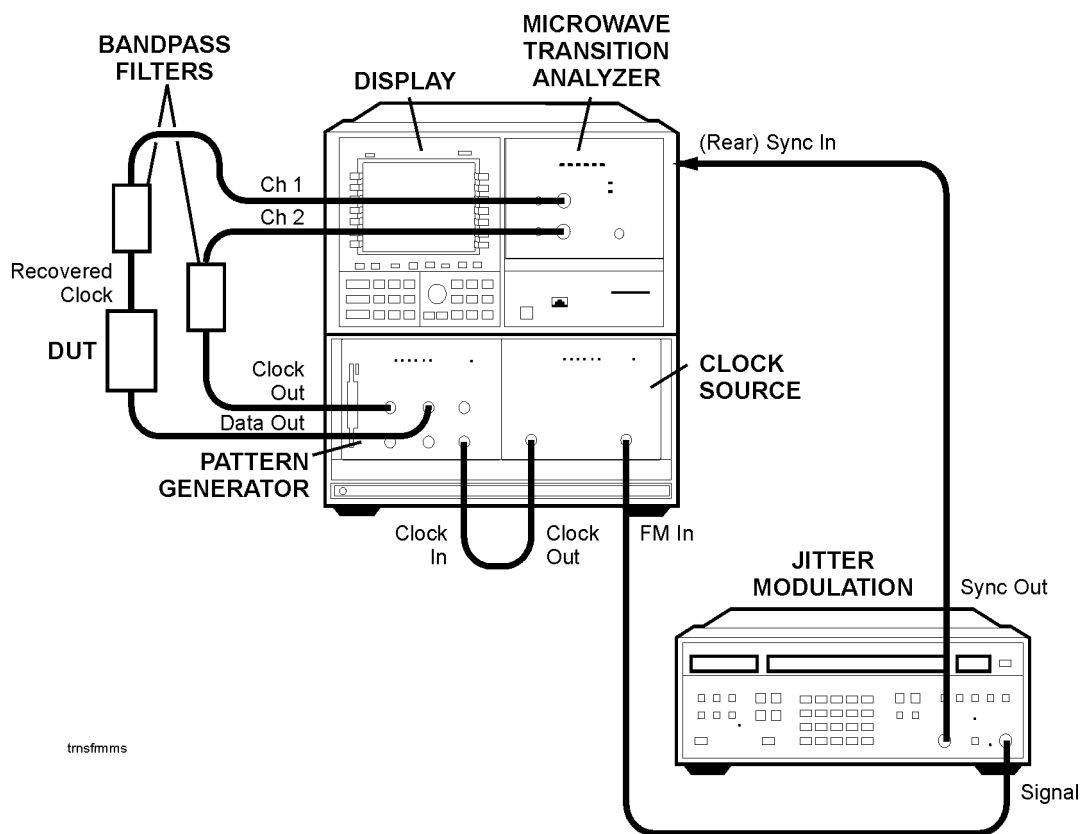 BANDPASS
FILTERS
DISPLAY
MICROWAVE
TRANSITION
ANALYZER
(Rear) Sync In
Ch 1
Ch 2
Recovered
Clock
DUT
Clock
Out
Data Out
CLOCK
SOURCE
PATTERN
GENERATOR
Clock
In
Clock
Out
FM In
JITTER
MODULATION
Sync Out
trnsfrmms
Signal